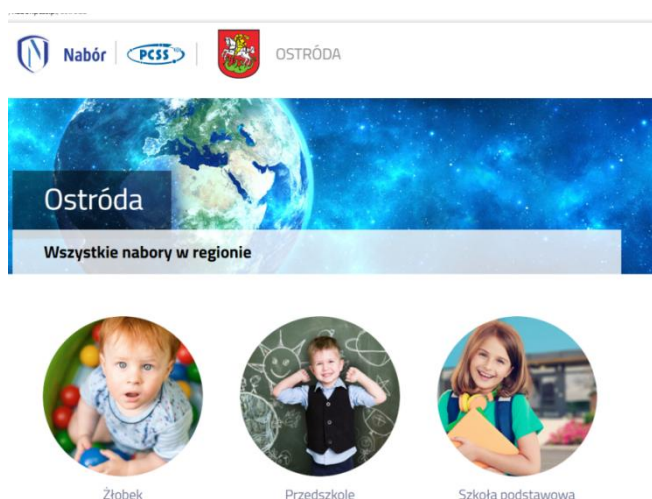 Nabór PCSS OSTRÓDA
Ostróda
Wszystkie nabory w regionie
Żłobek Przedszkole Szkoła podstawowa